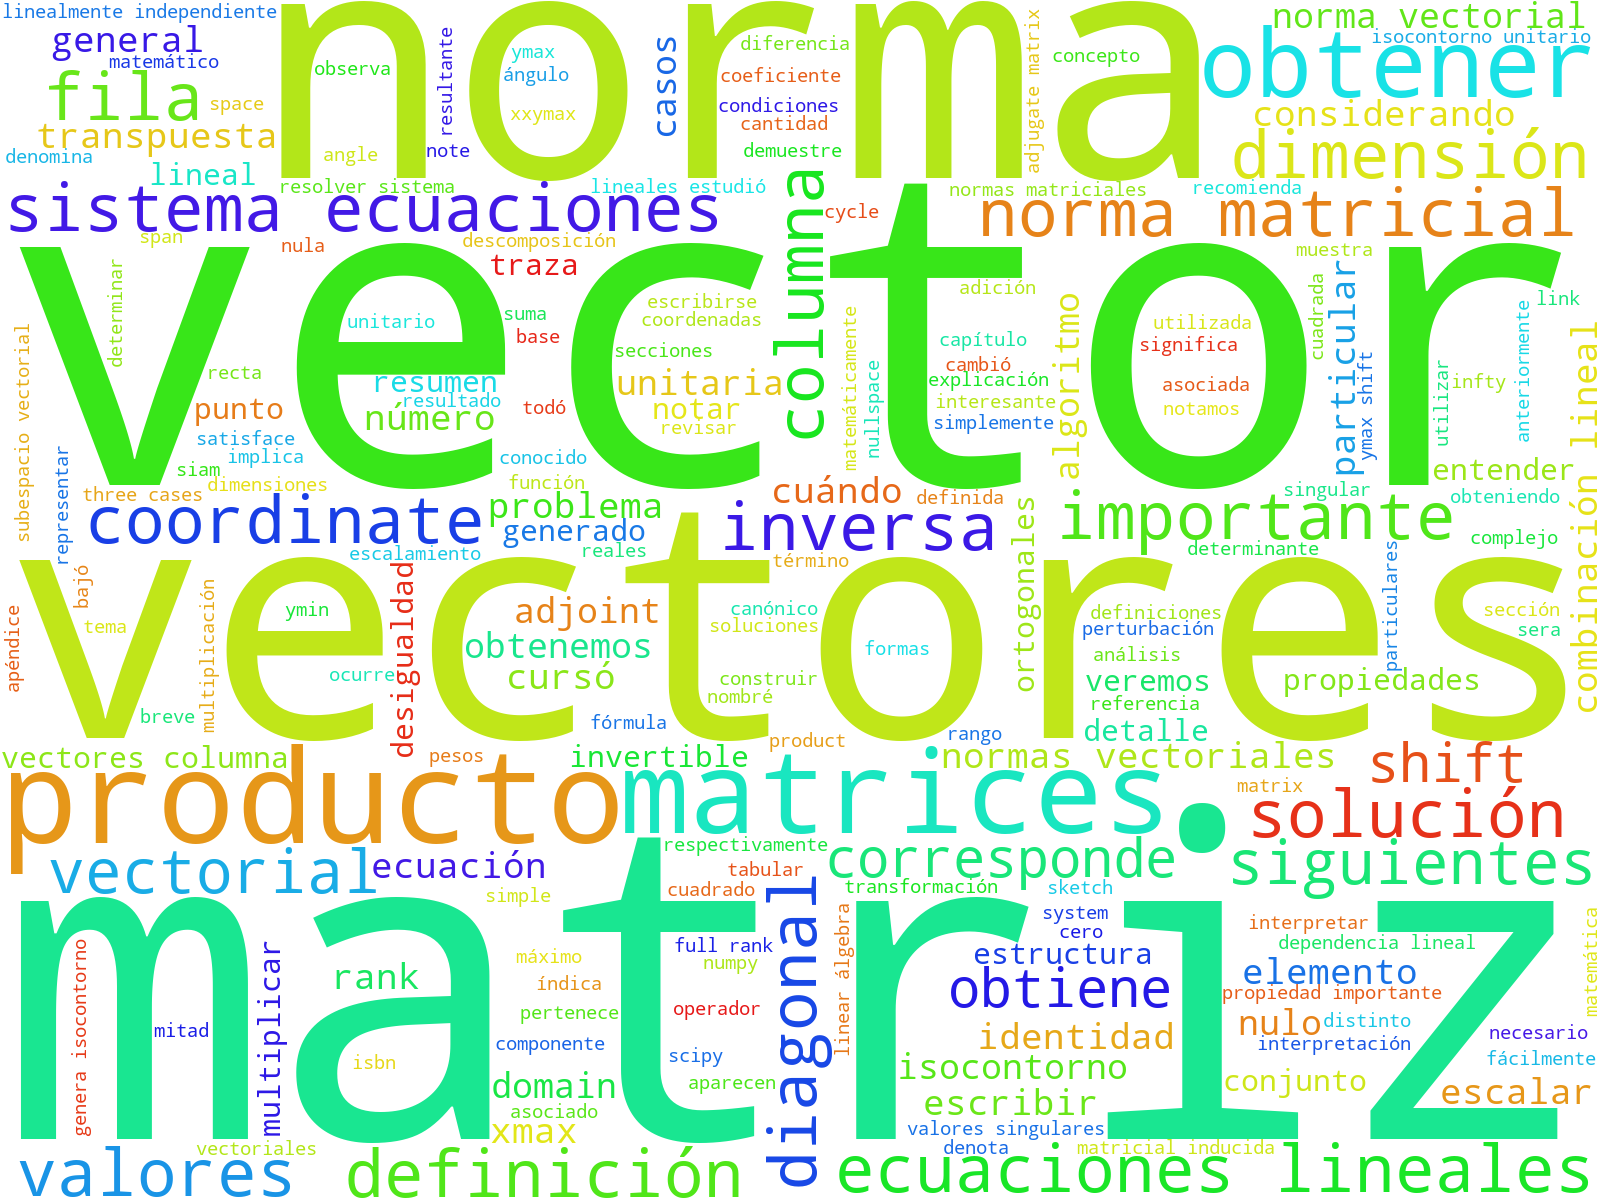 linealmente independiente
norma
norma vectorial
general
matemático
observa
ymax
ángulo
xxymax
resultante
casos
diferencia
coeficiente
condiciones
cantidad
demuestre
adjugate matrix
concepto
isocontorno unitario
obtener
fila
space
transpuesta
considerando
dimensión
denomina
lineal
angle
note
resolver sistema
lineales estudió
normas matriciales
recomienda
sistema ecuaciones
columna
cycle
norma matricial
vector
span
nula
descomposición
traza
determinar
adición
muestra
escribirse
coordenadas
unitario
suma
base
secciones
matemáticamente
nullspace
capítulo
cambió
explicación
interesante
simplemente
algoritmo
utilizada
significa
asociada
notamos
cuadrada
particular
ymax shift
link
infty
utilizar
anteriormente
combinación lineal
subespacio vectorial
recta
resumen
resultado
número
punto
todó
unitaria
notar
revisar
satisface
implica
siam
dimensiones
three cases
representar
conocido
función
cuándo
definida
singular
entender
obteniendo
coordinate
problema
generado
inversa
importante
vectores
escalamiento
reales
término
ortogonales
determinante
complejo
bajó
tema
apéndice
multiplicación
ymin
desigualdad
adjoint
obtenemos
cursó
ocurre
canónico
soluciones
construir
nombré
formas
definiciones
perturbación
análisis
veremos
referencia
detalle
particulares
propiedades
sección
sera
breve
fórmula
rango
vectores columna
pesos
invertible
product
normas vectoriales
matrix
shift
producto
matrices
solución
vectorial
ecuación
respectivamente
tabular
cuadrado
corresponde
siguientes
matriz
simple
diagonal
transformación
sketch
genera isocontorno
multiplicar
mitad
rank
máximo
índica
pertenece
full rank
numpy
operador
linear álgebra
system
cero
estructura
obtiene
identidad
interpretar
dependencia lineal
elemento
propiedad importante
nulo
distinto
interpretación
matemática
necesario
fácilmente
isbn
componente
scipy
domain
aparecen
asociado
xmax
isocontorno
escribir
conjunto
escalar
valores singulares
vectoriales
denota
matricial inducida
valores
definición
ecuaciones lineales